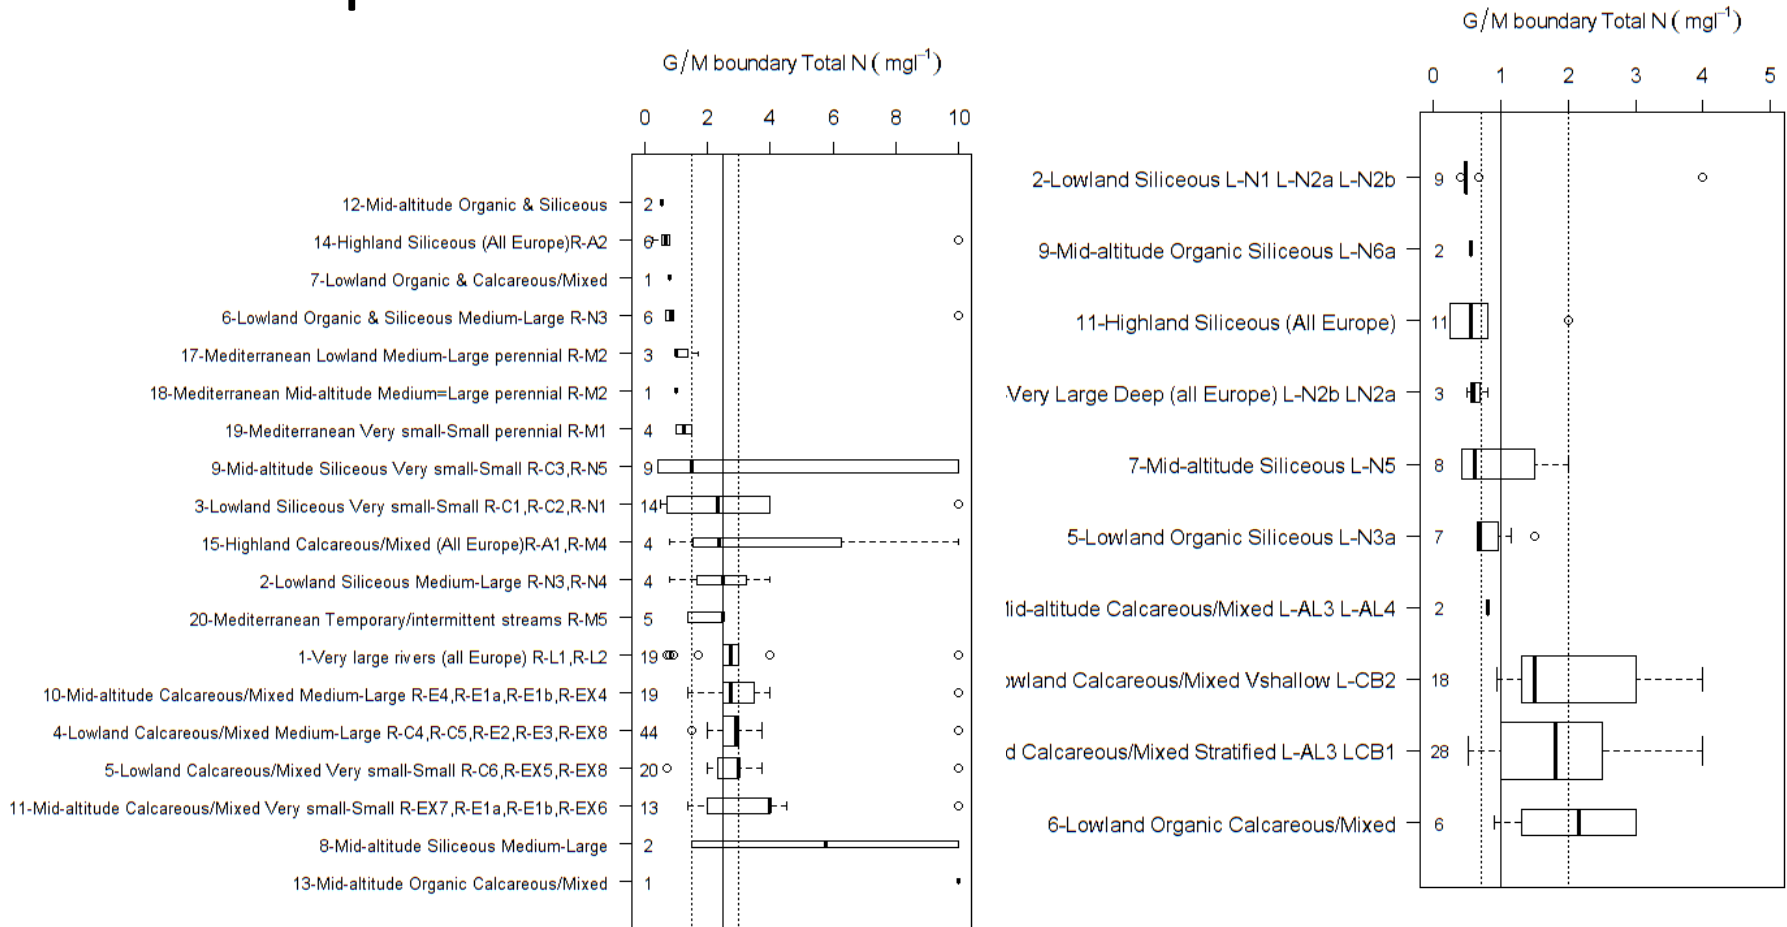 G/M boundary Total N ( mgl⁻¹)
0 2 4 6 8 10
12-Mid-altitude Organic & Siliceous 2
14-Highland Siliceous (All Europe)R-A2 6
7-Lowland Organic & Calcareous/Mixed 1
6-Lowland Organic & Siliceous Medium-Large R-N3 6
17-Mediterranean Lowland Medium-Large perennial R-M2 3
18-Mediterranean Mid-altitude Medium=Large perennial R-M2 1
19-Mediterranean Very small-Small perennial R-M1 4
9-Mid-altitude Siliceous Very small-Small R-C3,R-N5 9
3-Lowland Siliceous Very small-Small R-C1,R-C2,R-N1 14
15-Highland Calcareous/Mixed (All Europe)R-A1,R-M4 4
2-Lowland Siliceous Medium-Large R-N3,R-N4 4
20-Mediterranean Temporary/intermittent streams R-M5 5
1-Very large rivers (all Europe) R-L1,R-L2 19
10-Mid-altitude Calcareous/Mixed Medium-Large R-E4,R-E1a,R-E1b,R-EX4 19
4-Lowland Calcareous/Mixed Medium-Large R-C4,R-C5,R-E2,R-E3,R-EX8 44
5-Lowland Calcareous/Mixed Very small-Small R-C6,R-EX5,R-EX8 20
11-Mid-altitude Calcareous/Mixed Very small-Small R-EX7,R-E1a,R-E1b,R-EX6 13
8-Mid-altitude Siliceous Medium-Large 2
13-Mid-altitude Organic Calcareous/Mixed 1
G/M boundary Total N ( mgl⁻¹)
0 1 2 3 4 5
2-Lowland Siliceous L-N1 L-N2a L-N2b 9
9-Mid-altitude Organic Siliceous L-N6a 2
11-Highland Siliceous (All Europe) 11
Very Large Deep (all Europe) L-N2b LN2a 3
7-Mid-altitude Siliceous L-N5 8
5-Lowland Organic Siliceous L-N3a 7
id-altitude Calcareous/Mixed L-AL3 L-AL4 2
wland Calcareous/Mixed Vshallow L-CB2 18
d Calcareous/Mixed Stratified L-AL3 LCB1 28
6-Lowland Organic Calcareous/Mixed 6